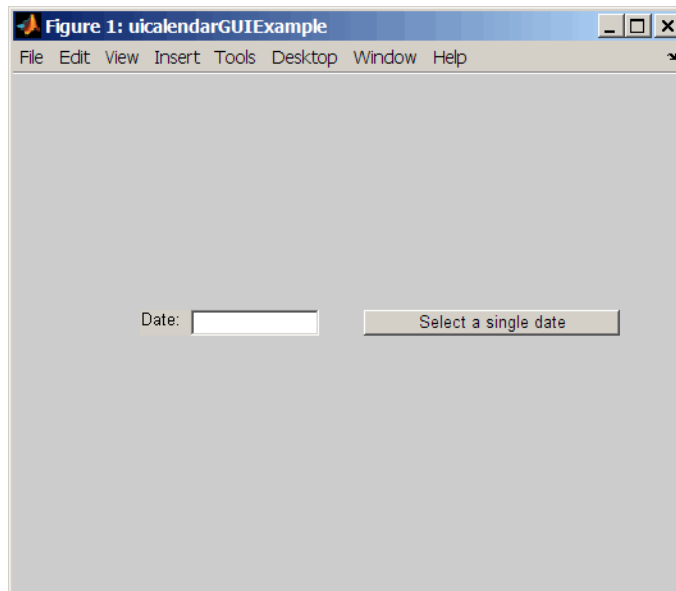 Figure 1: uicalendarGUIExample
File Edit View Insert Tools Desktop Window Help
Date: Select a single date